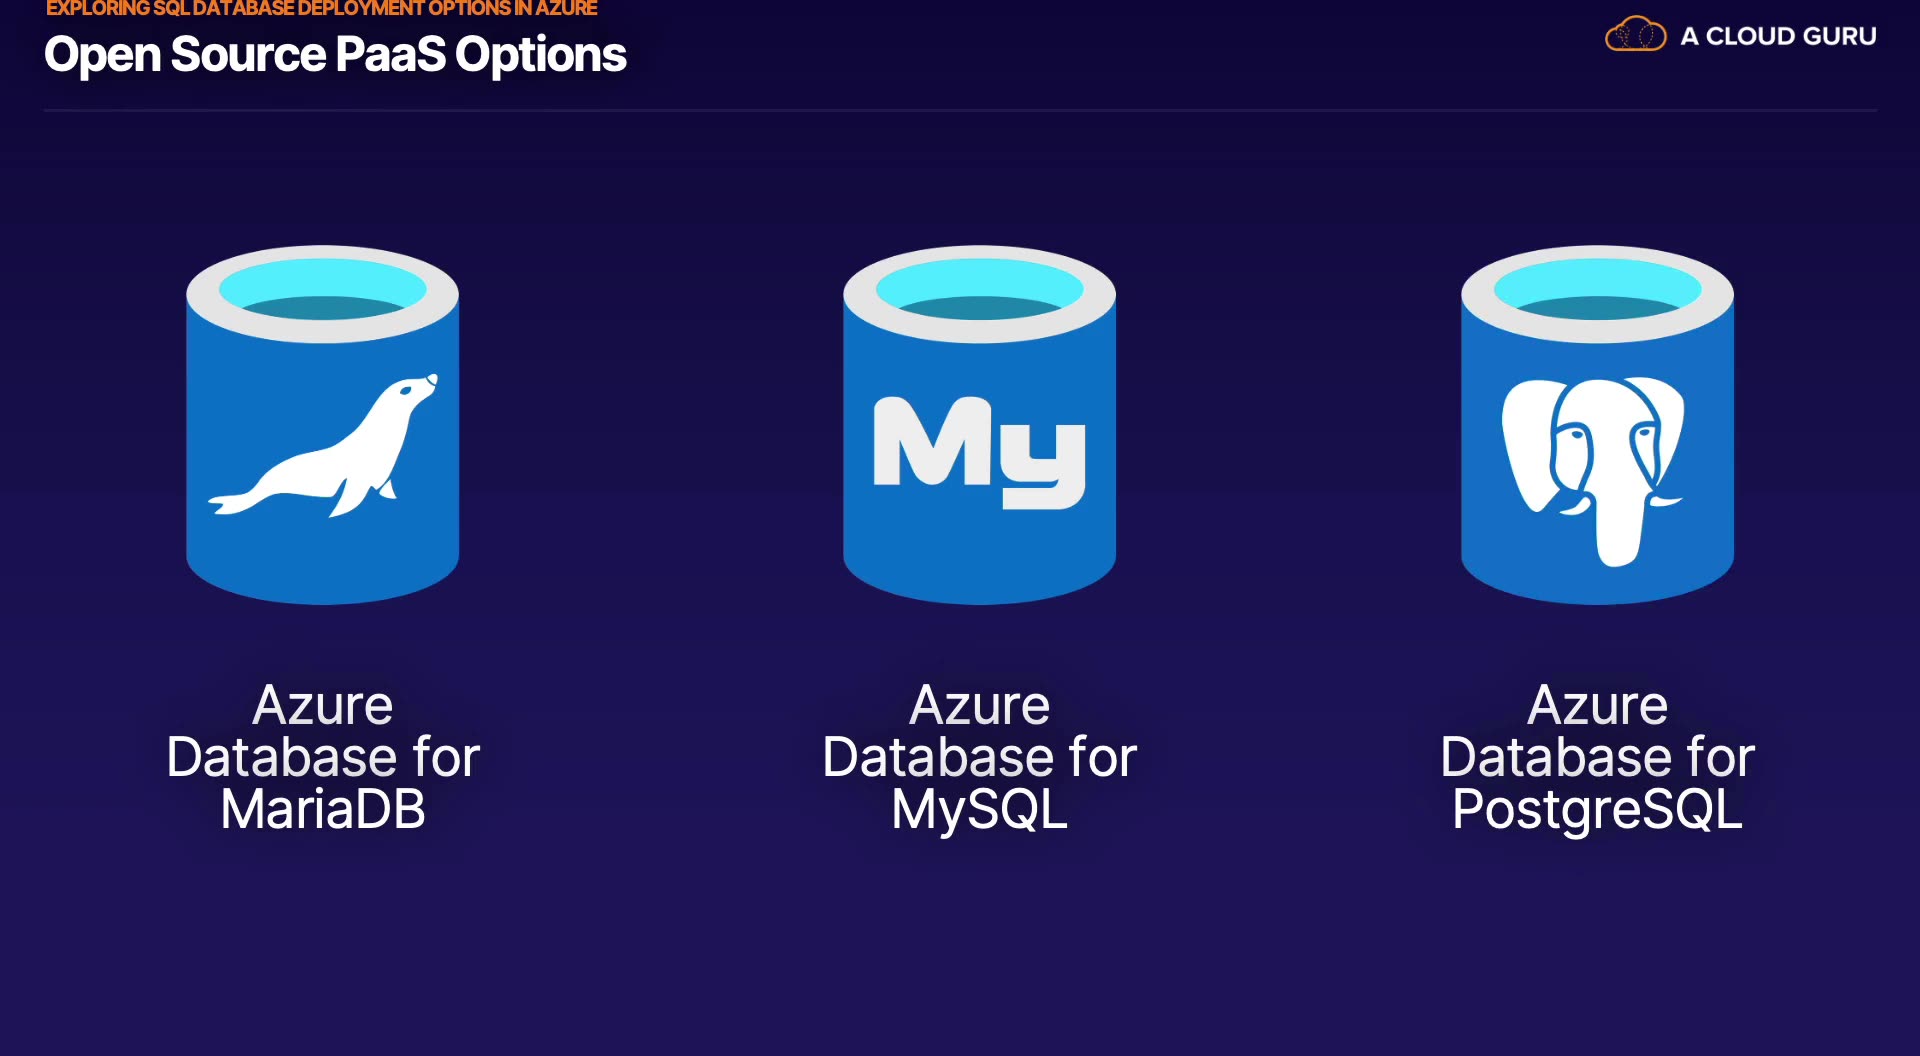 EXPLORING SQL DATABASE DEPLOYMENT OPTIONS IN AZURE
Open Source PaaS Options
A CLOUD GURU
My
Azure
Database for
MariaDB
Azure
Database for
MySQL
Azure
Database for
PostgreSQL